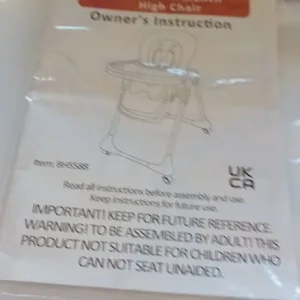 High Chair
Owner's Instruction
Item: BHS588
UK
CA
Read all instructions before assembly and use.
Keep instructions for future use.
IMPORTANT! KEEP FOR FUTURE REFERENCE.
WARNING! TO BE ASSEMBLED BY ADULT! THIS
PRODUCT NOT SUITABLE FOR CHILDREN WHO
CAN NOT SEAT UNAIDED.